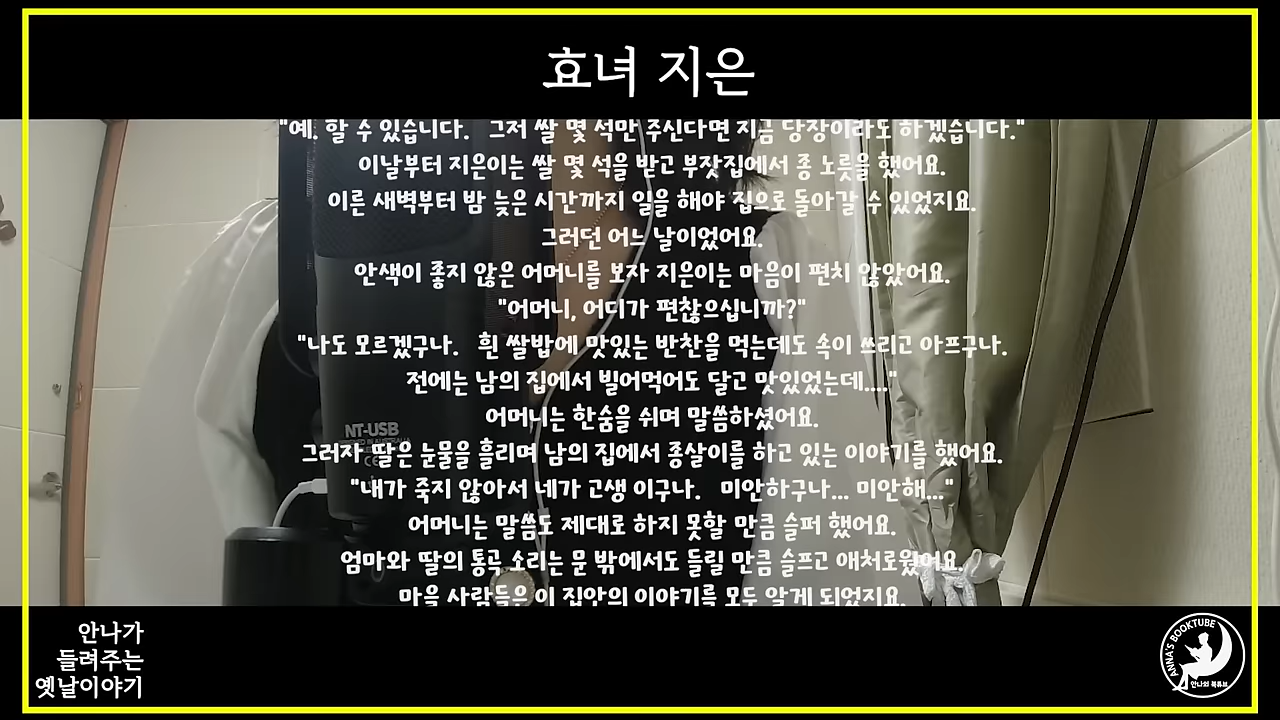 효녀 지은
"예. 할 수 있습니다. 그저 쌀 몇 석만 주신다면 지금 당장이라도 하겠습니다."
이날부터 지은이는 쌀 몇 석을 받고 부잣집에서 종 노릇을 했어요.
이른 새벽부터 밤 늦은 시간까지 일을 해야 집으로 돌아갈 수 있었지요.
그러던 어느 날이었어요.
안색이 좋지 않은 어머니를 보자 지은이는 마음이 편치 않았어요.
"어머니, 어디가 편찮으십니까?"
"나도 모르겠구나. 흰 쌀밥에 맛있는 반찬을 먹는데도 속이 쓰리고 아프구나.
전에는 남의 집에서 빌어먹어도 달고 맛있었는데...."
어머니는 한숨을 쉬며 말씀하셨어요.
NT-USB
그러자 딸은 눈물을 흘리며 남의 집에서 종살이를 하고 있는 이야기를 했어요.
"내가 죽지 않아서 네가 고생 이구나. 미안하구나... 미안해..."
어머니는 말씀도 제대로 하지 못할 만큼 슬퍼 했어요.
엄마와 딸의 통곡 소리는 문 밖에서도 들릴 만큼 슬프고 애처로웠어요.
마을 사람들은 이 집안의 이야기를 모두 알게 되었지요.
안나가
들려주는
옛날이야기
ANNA'S BOOKTUBE
안나의 북튜브